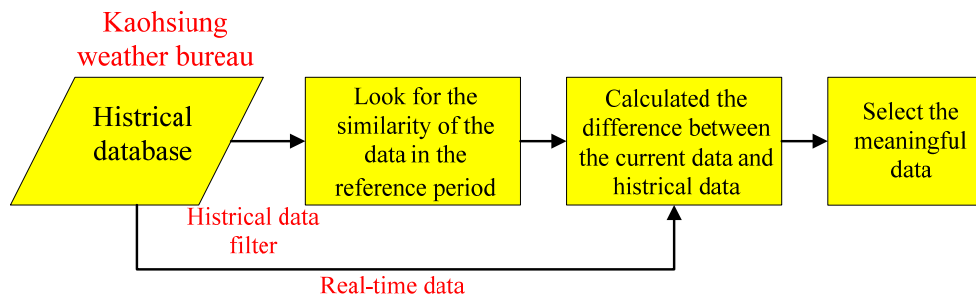 Kaohsiung
weather bureau
Histrical
database
Look for the
similarity of the
data in the
reference period
Calculated the
difference between
the current data and
histrical data
Select the
meaningful
data
Histrical data
filter
Real-time data